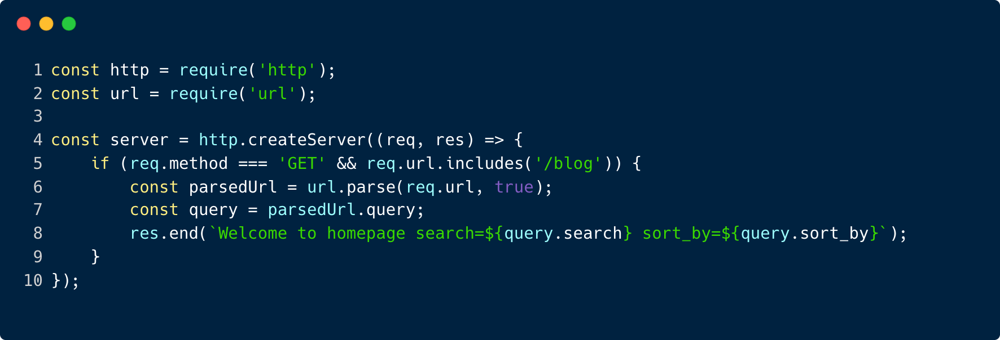 1 const http = require('http');
2 const url = require('url');
3
4 const server = http.createServer((req, res) => {
5     if (req.method === 'GET' && req.url.includes('/blog')) {
6         const parsedUrl = url.parse(req.url, true);
7         const query = parsedUrl.query;
8         res.end(`Welcome to homepage search=${query.search} sort_by=${query.sort_by}`);
9     }
10 });